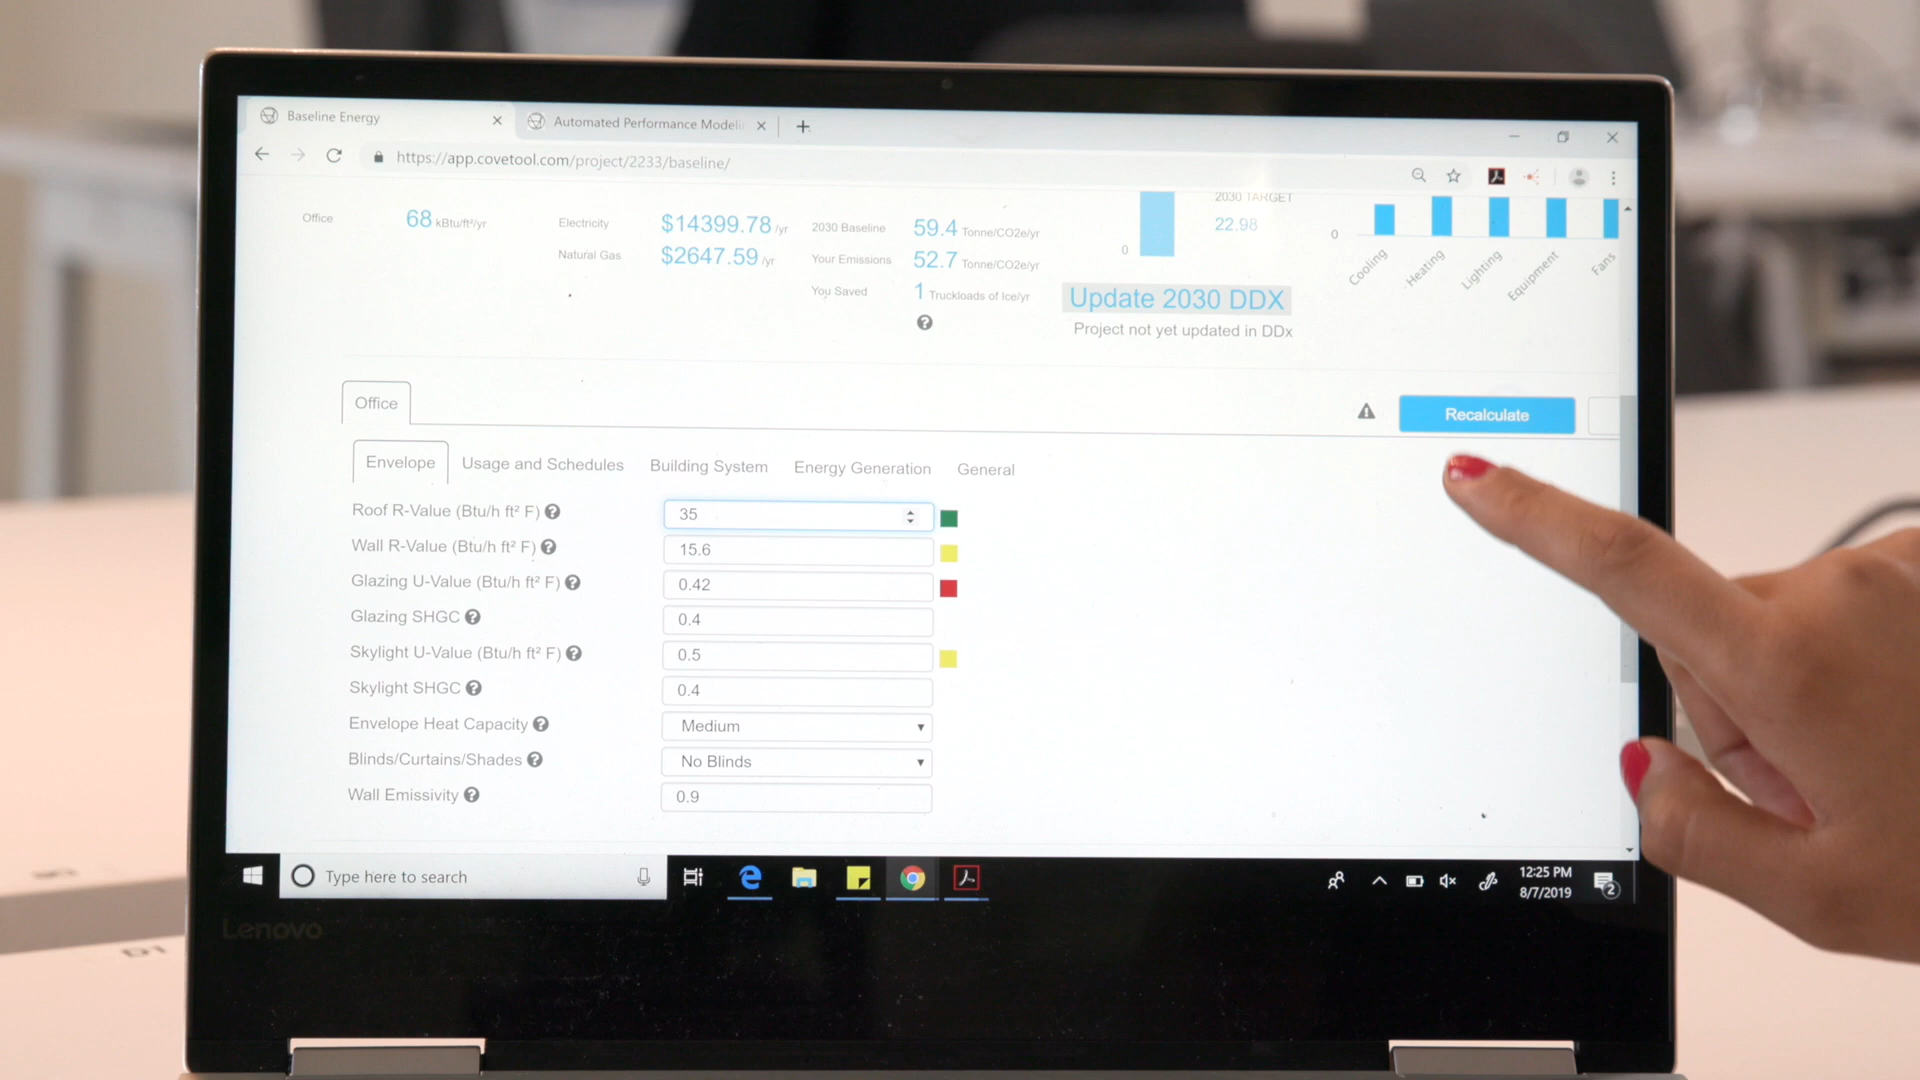 Baseline Energy
Automated Performance Modelin
https://app.covetool.com/project/2233/baseline/
Office 68 kBtu/ft²/yr
Electricity $14399.78 /yr
Natural Gas $2647.59 /yr
2030 Baseline 59.4 Tonne/CO2e/yr
Your Emissions 52.7 Tonne/CO2e/yr
You Saved 1 Truckloads of Ice/yr
0
2030 TARGET
22.98
Update 2030 DDX
Project not yet updated in DDx
0
Cooling
Heating
Lighting
Equipment
Fans
Office
Recalculate
Envelope Usage and Schedules Building System Energy Generation General
Roof R-Value (Btu/h ft² F) 35
Wall R-Value (Btu/h ft² F) 15.6
Glazing U-Value (Btu/h ft² F) 0.42
Glazing SHGC 0.4
Skylight U-Value (Btu/h ft² F) 0.5
Skylight SHGC 0.4
Envelope Heat Capacity Medium
Blinds/Curtains/Shades No Blinds
Wall Emissivity 0.9
Type here to search
12:25 PM
8/7/2019
2
Lenovo